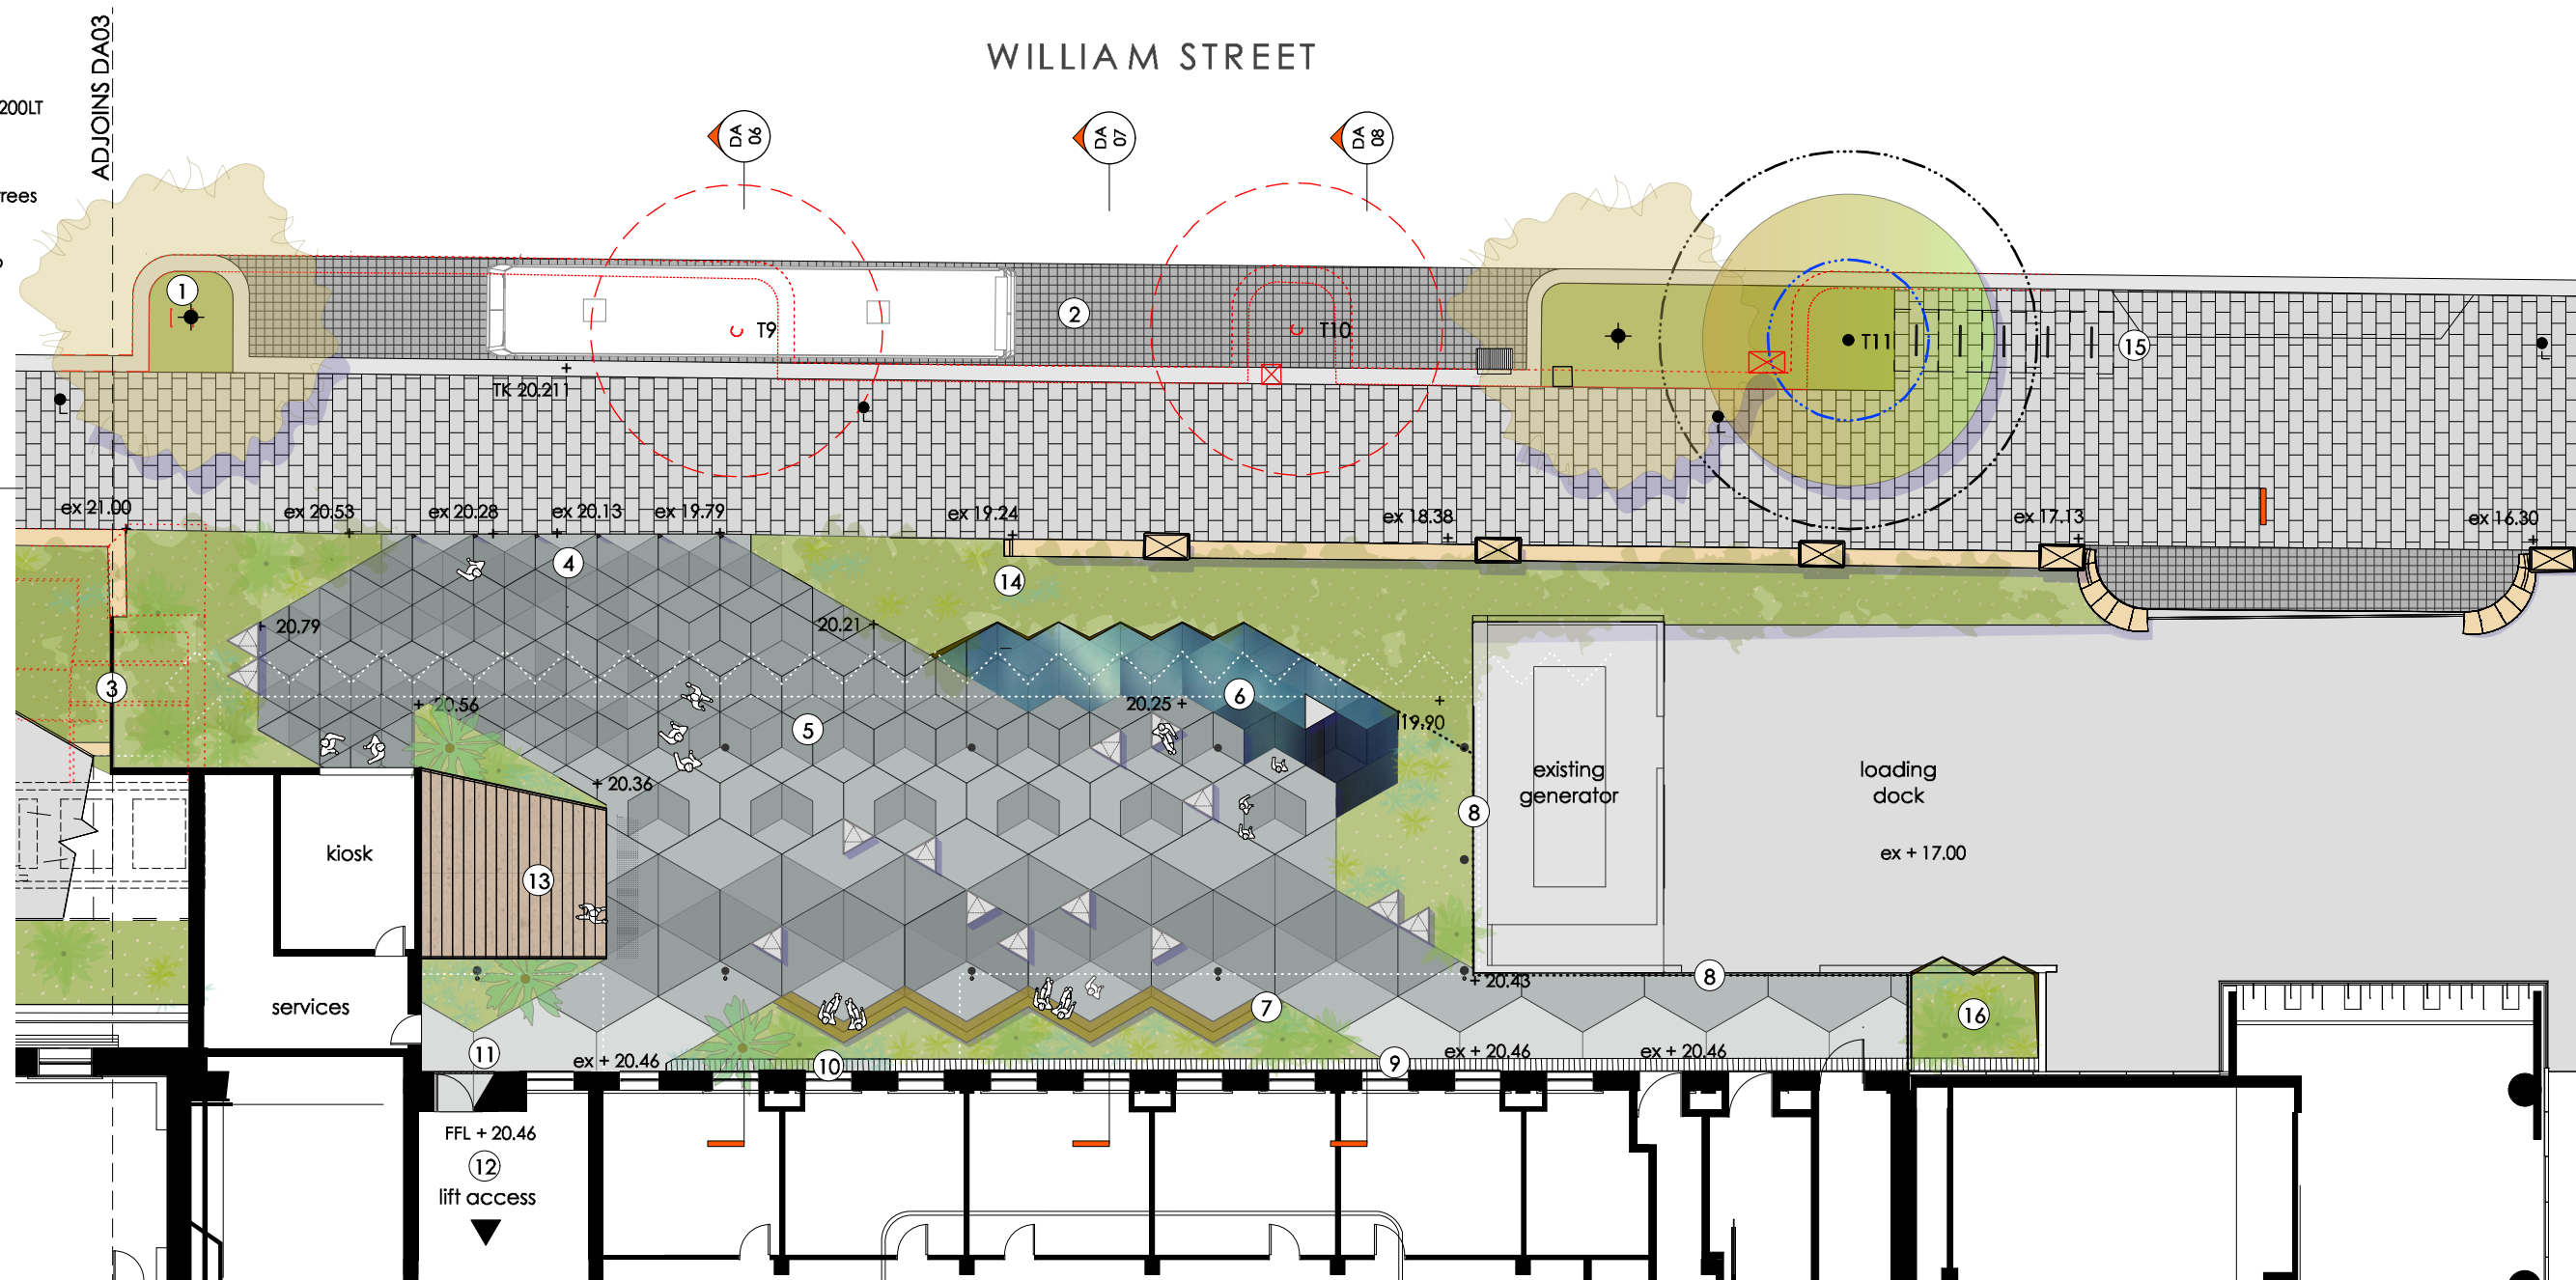 WILLIAM STREET
ADJOINS DA03
200LT
rees
DA 06
DA 07
DA 08
1
2
T9
T10
T11
15
TK 20.211
ex 21.00
ex 20.53
ex 20.28
ex 20.13
ex 19.79
ex 19.24
ex 18.38
ex 17.13
ex 16.30
4
14
20.79
20.21 +
3
20.56
5
20.25 +
6
19.90
+ 20.36
existing
generator
loading
dock
8
kiosk
13
ex + 17.00
+ 20.43
8
services
7
16
11
ex + 20.46
10
9
ex + 20.46
ex + 20.46
FFL + 20.46
12
lift access